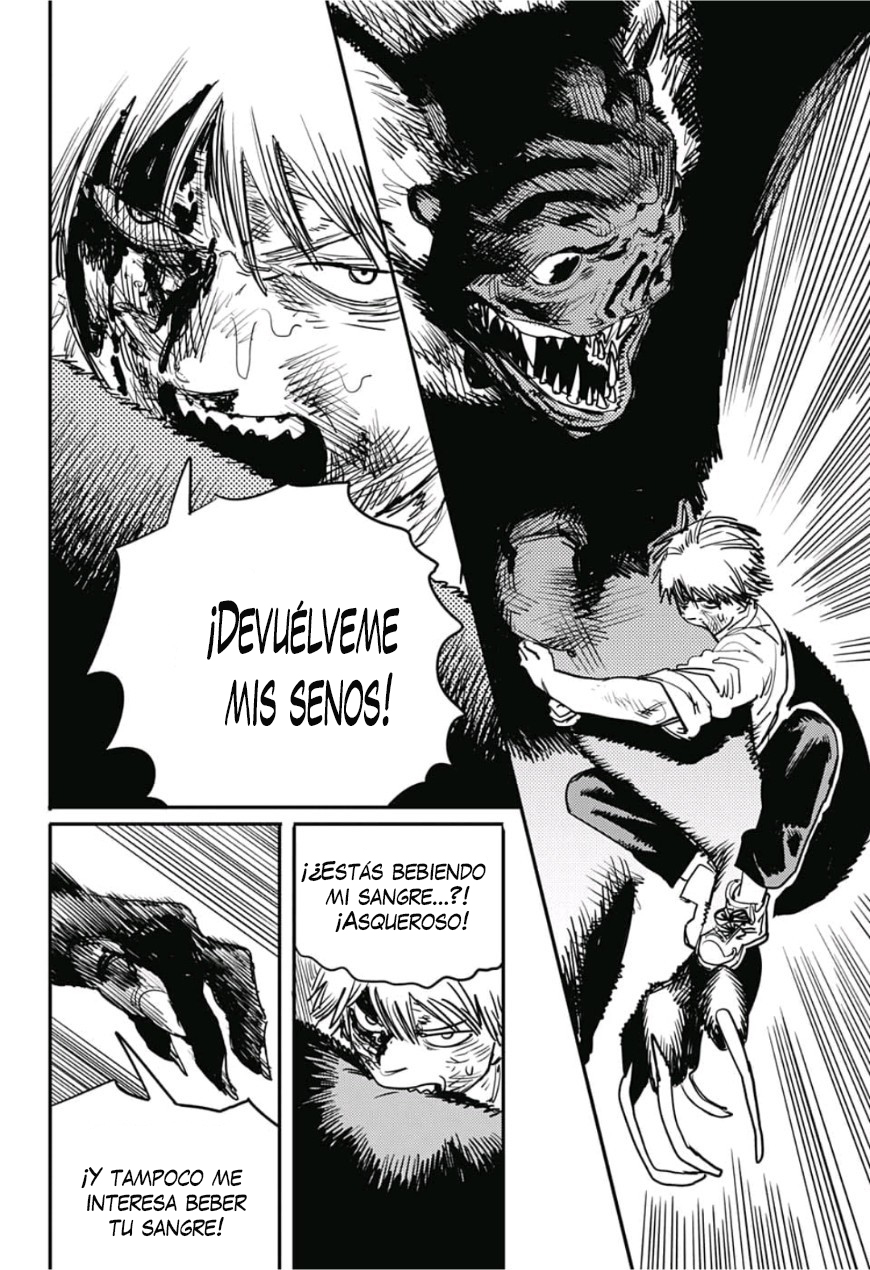 ¡Devuélveme
mis senos!
¡¿Estás bebiendo
mi sangre...?!
¡Asqueroso!
¡Y tampoco me
interesa beber
tu sangre!